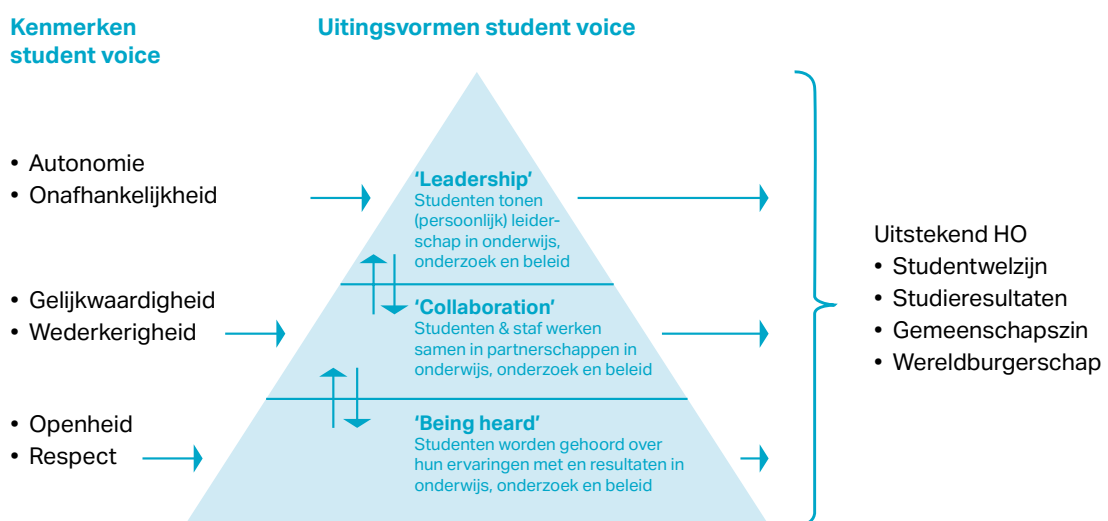 Kenmerken
student voice
Uitingsvormen student voice
• Autonomie
• Onafhankelijkheid
'Leadership'
Studenten tonen
(persoonlijk) leider-
schap in onderwijs,
onderzoek en beleid
• Gelijkwaardigheid
• Wederkerigheid
'Collaboration'
Studenten & staf werken
samen in partnerschappen in
onderwijs, onderzoek en beleid
• Openheid
• Respect
'Being heard'
Studenten worden gehoord over
hun ervaringen met en resultaten in
onderwijs, onderzoek en beleid
Uitstekend HO
• Studentwelzijn
• Studieresultaten
• Gemeenschapszin
• Wereldburgerschap